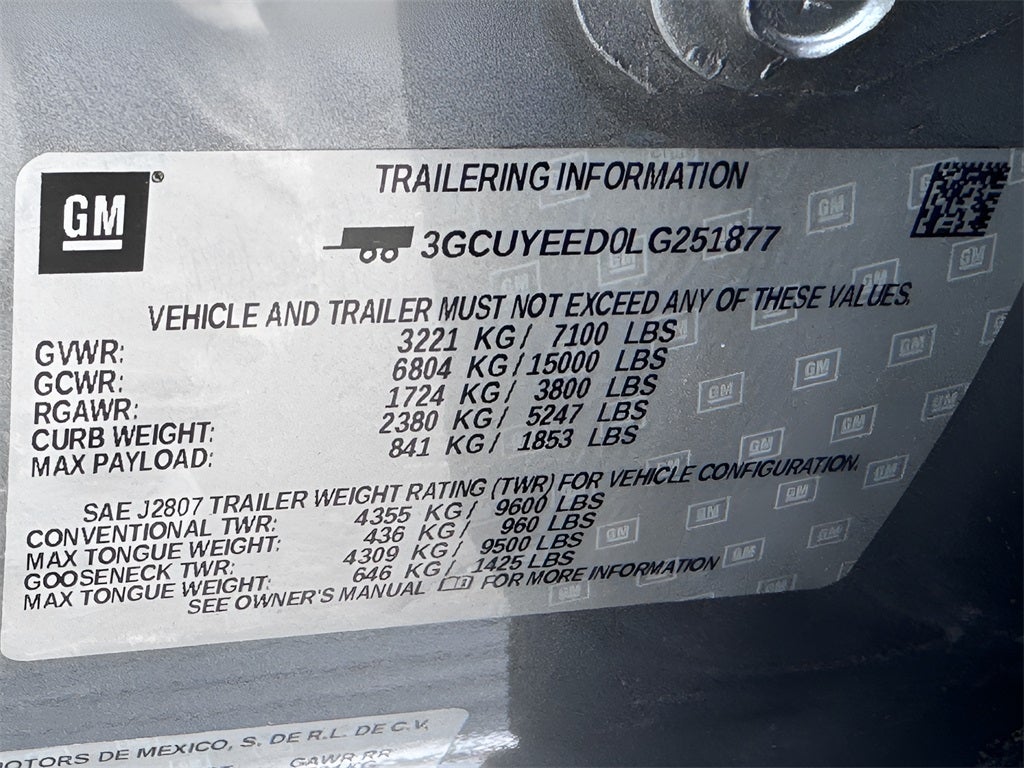 GM
TRAILERING INFORMATION
3GCUYEED0LG251877
VEHICLE AND TRAILER MUST NOT EXCEED ANY OF THESE VALUES.
GVWR: 3221 KG/ 7100 LBS
GCWR: 6804 KG/15000 LBS
RGAWR: 1724 KG/ 3800 LBS
CURB WEIGHT: 2380 KG/ 5247 LBS
MAX PAYLOAD: 841 KG/ 1853 LBS
SAE J2807 TRAILER WEIGHT RATING (TWR) FOR VEHICLE CONFIGURATION.
CONVENTIONAL TWR: 4355 KG/ 9600 LBS
MAX TONGUE WEIGHT: 436 KG/ 960 LBS
GOOSENECK TWR: 4309 KG/ 9500 LBS
MAX TONGUE WEIGHT: 646 KG/ 1425 LBS
SEE OWNER'S MANUAL FOR MORE INFORMATION
OTORS DE MEXICO, S. DE R.L. DE C.V.
GAWR RR